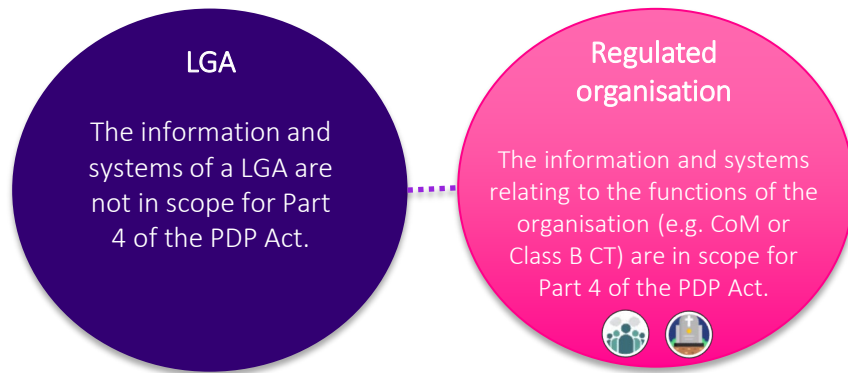 LGA
The information and
systems of a LGA are
not in scope for Part
4 of the PDP Act.
Regulated
organisation
The information and systems
relating to the functions of the
organisation (e.g. CoM or
Class B CT) are in scope for
Part 4 of the PDP Act.